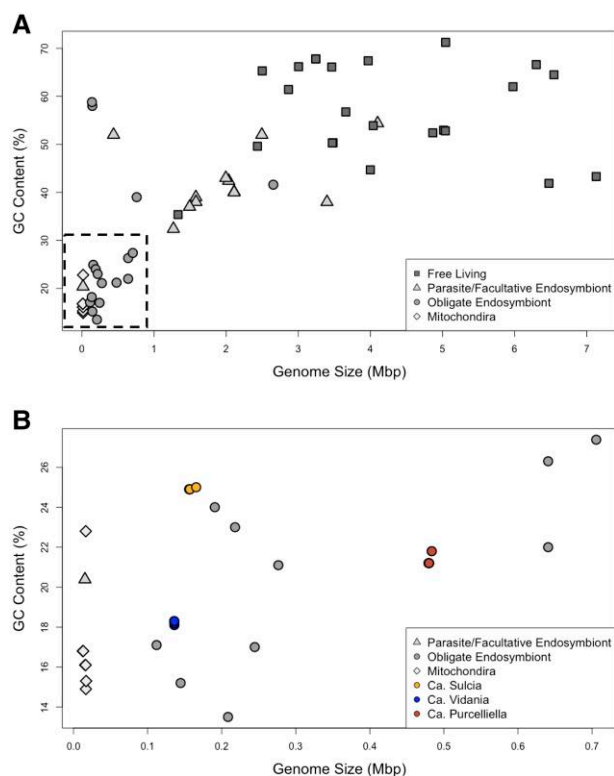 A
70
60
50
40
30
20
GC Content (%)
Free Living
Parasite/Facultative Endosymbiont
Obligate Endosymbiont
Mitochondira
0 1 2 3 4 5 6 7
Genome Size (Mbp)
B
26
24
22
20
18
16
14
GC Content (%)
Parasite/Facultative Endosymbiont
Obligate Endosymbiont
Mitochondira
Ca. Sulcia
Ca. Vidania
Ca. Purcelliella
0.0 0.1 0.2 0.3 0.4 0.5 0.6 0.7
Genome Size (Mbp)